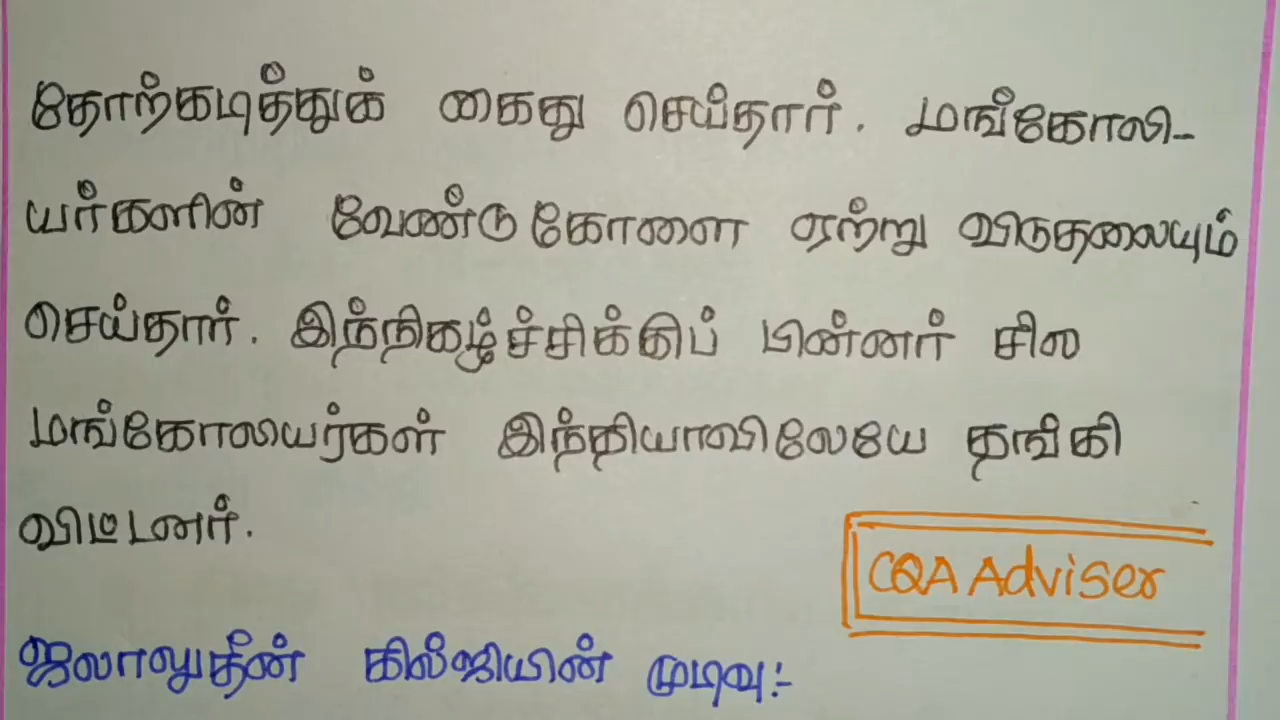 தோற்கடித்துக் கைது செய்தார். மங்கோலி-
யர்களின் வேண்டுகோளை ஏற்று விடுதலையும்
செய்தார். இந்நிகழ்ச்சிக்குப் பின்னர் சில
மங்கோலியர்கள் இந்தியாவிலேயே தங்கி
விட்டனர்.
CQA Adviser
ஜலாலுதீன் கில்ஜியின் முடிவு:-